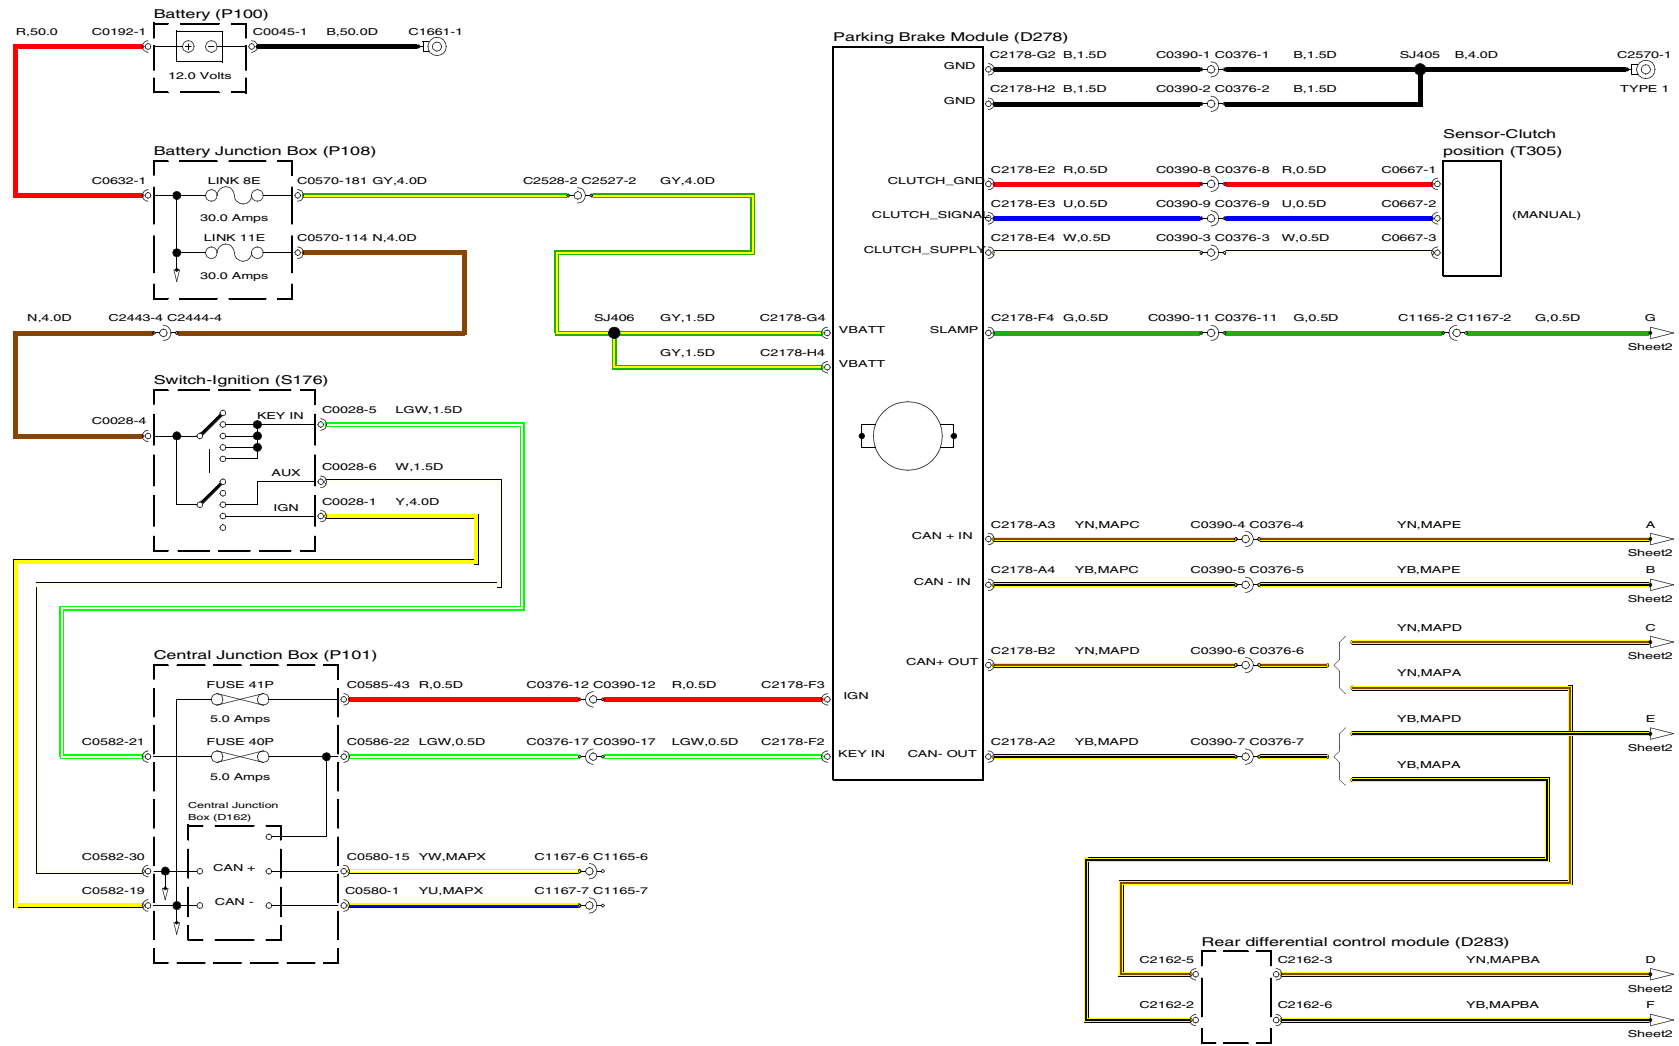 Battery (P100)
R,50.0 C0192-1 C0045-1 B,50.0D C1661-1
12.0 Volts
Battery Junction Box (P108)
C0632-1 LINK 8E C0570-181 GY,4.0D C2528-2 C2527-2 GY,4.0D
30.0 Amps
LINK 11E C0570-114 N,4.0D
30.0 Amps
N,4.0D C2443-4 C2444-4
SJ406 GY,1.5D C2178-G4
GY,1.5D C2178-H4
Switch-Ignition (S176)
C0028-4 KEY IN C0028-5 LGW,1.5D
AUX C0028-6 W,1.5D
IGN C0028-1 Y,4.0D
Central Junction Box (P101)
FUSE 41P C0585-43 R,0.5D C0376-12 C0390-12 R,0.5D C2178-F3
5.0 Amps
C0582-21 FUSE 40P C0586-22 LGW,0.5D C0376-17 C0390-17 LGW,0.5D C2178-F2
5.0 Amps
Central Junction
Box (D162)
C0582-30 CAN + C0580-15 YW,MAPX C1167-6 C1165-6
C0582-19 CAN - C0580-1 YU,MAPX C1167-7 C1165-7
Parking Brake Module (D278)
GND C2178-G2 B,1.5D C0390-1 C0376-1 B,1.5D SJ405 B,4.0D C2570-1
TYPE 1
GND C2178-H2 B,1.5D C0390-2 C0376-2 B,1.5D
Sensor-Clutch
position (T305)
CLUTCH_GND C2178-E2 R,0.5D C0390-8 C0376-8 R,0.5D C0667-1
CLUTCH_SIGNAL C2178-E3 U,0.5D C0390-9 C0376-9 U,0.5D C0667-2
(MANUAL)
CLUTCH_SUPPLY C2178-E4 W,0.5D C0390-3 C0376-3 W,0.5D C0667-3
VBATT SLAMP C2178-F4 G,0.5D C0390-11 C0376-11 G,0.5D C1165-2 C1167-2 G,0.5D G
Sheet2
VBATT
CAN + IN C2178-A3 YN,MAPC C0390-4 C0376-4 YN,MAPE A
Sheet2
CAN - IN C2178-A4 YB,MAPC C0390-5 C0376-5 YB,MAPE B
Sheet2
YN,MAPD C
Sheet2
CAN+ OUT C2178-B2 YN,MAPD C0390-6 C0376-6
YN,MAPA
IGN
YB,MAPD E
Sheet2
KEY IN CAN- OUT C2178-A2 YB,MAPD C0390-7 C0376-7
YB,MAPA
Rear differential control module (D283)
C2162-5 C2162-3 YN,MAPBA D
Sheet2
C2162-2 C2162-6 YB,MAPBA F
Sheet2